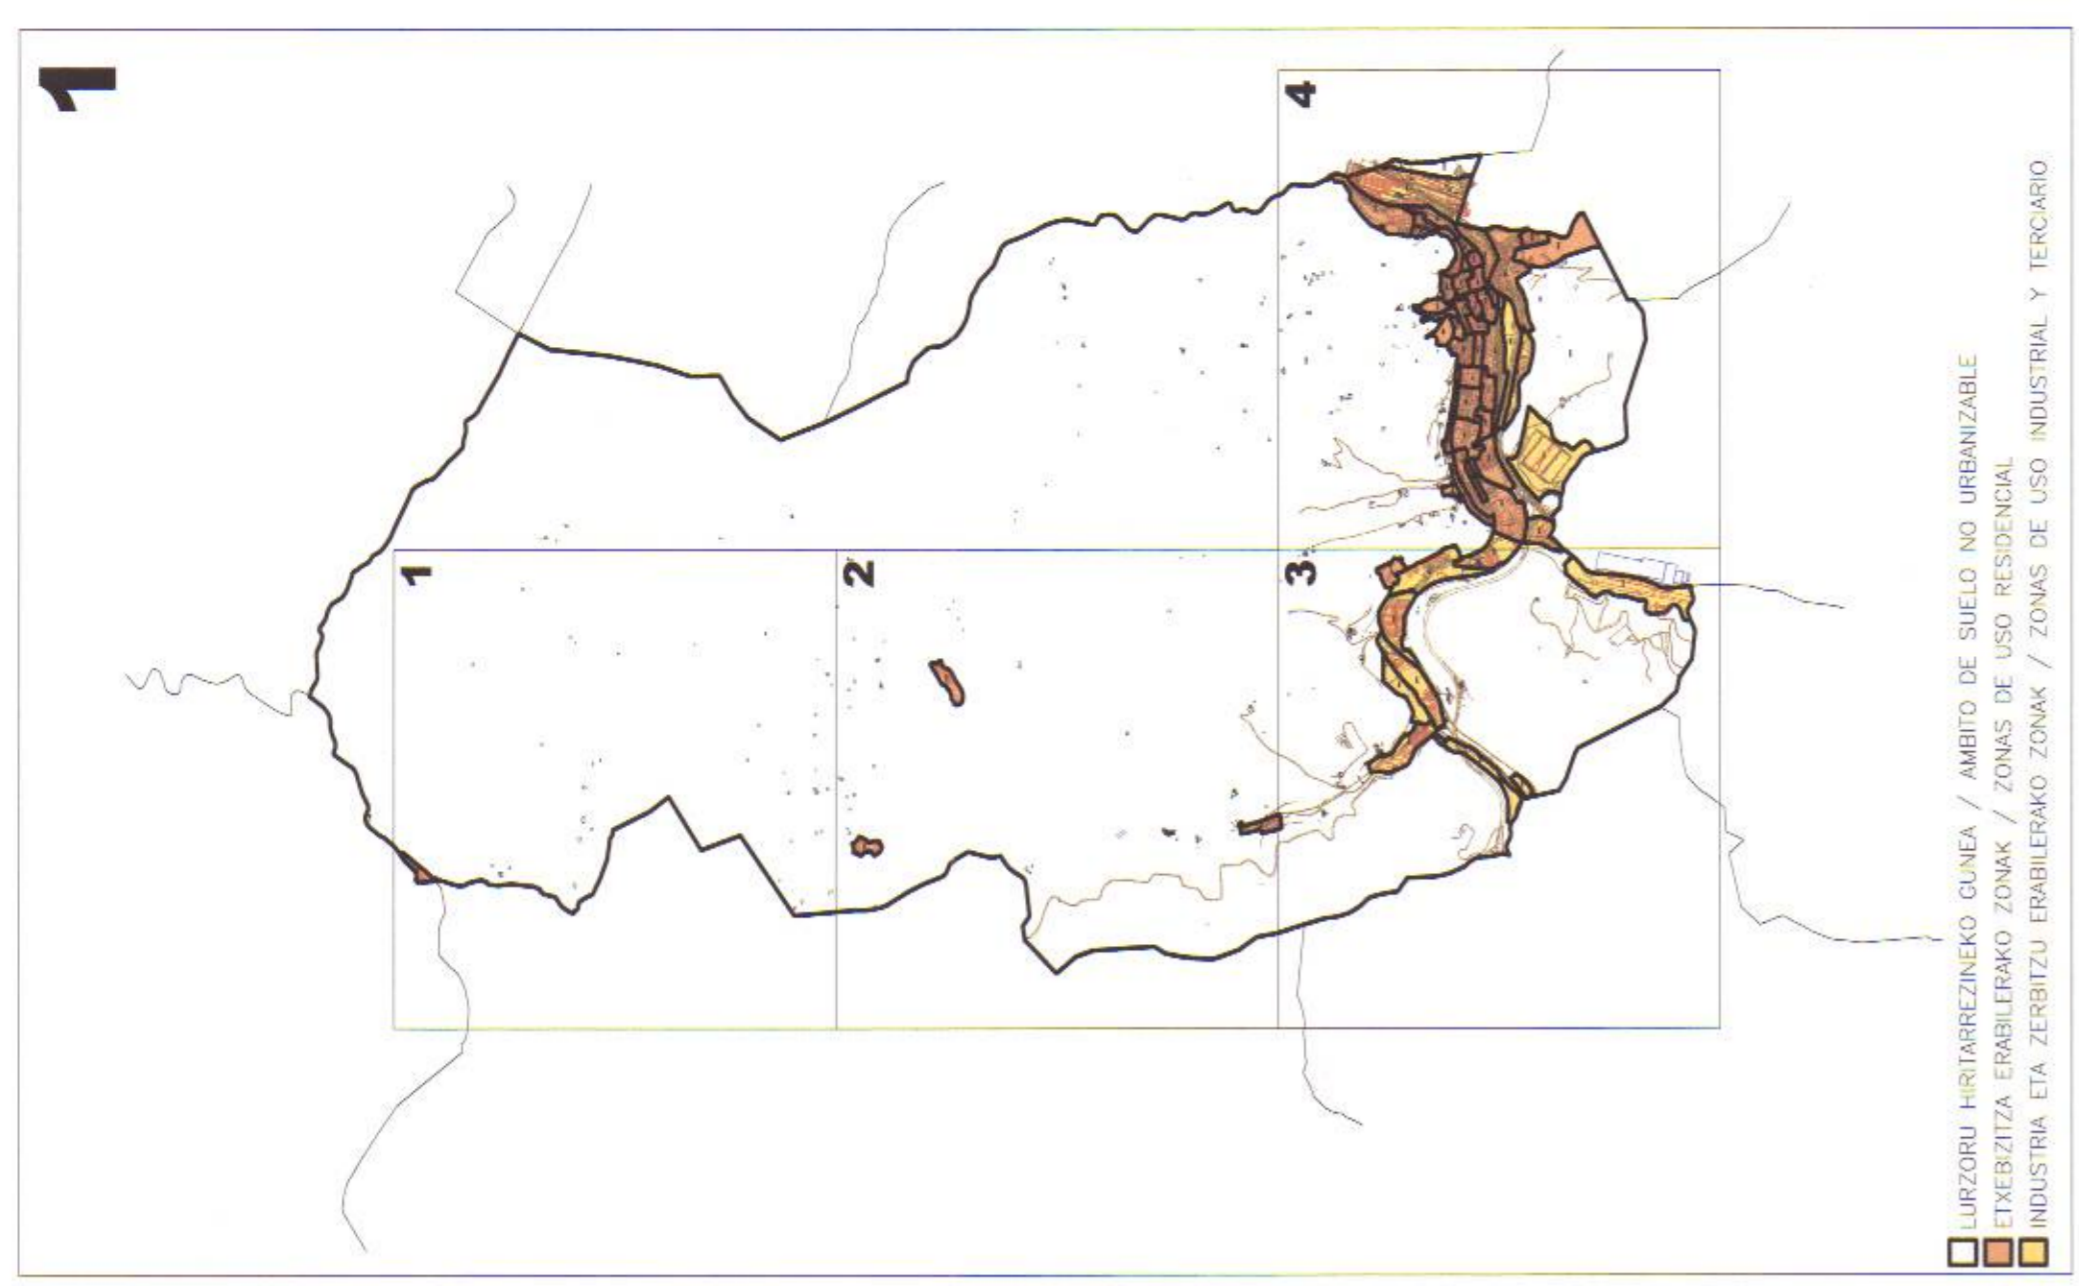 1
4
1
2
3
LURZORU HIRITARREZINEKO GUNEA / AMBITO DE SUELO NO URBANIZABLE
ETXEBIZITZA ERABILERAKO ZONAK / ZONAS DE USO RESIDENCIAL
INDUSTRIA ETA ZERBITZU ERABILERAKO ZONAK / ZONAS DE USO INDUSTRIAL Y TERCIARIO